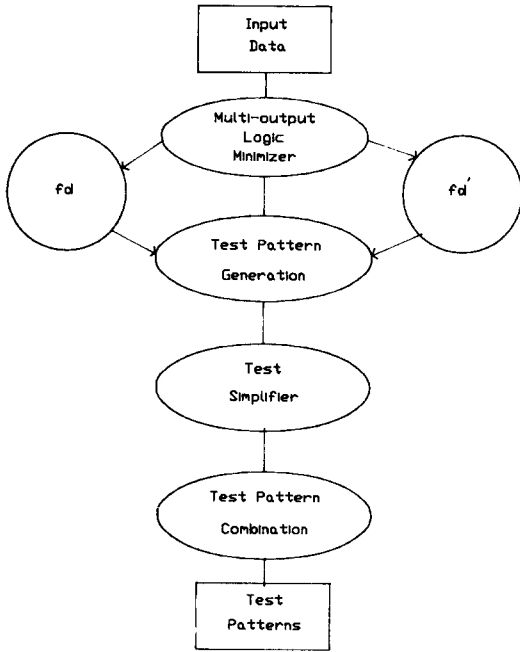 Input
Data
Multi-output
Logic
Minimizer
fd
fd'
Test Pattern
Generation
Test
Simplifier
Test Pattern
Combination
Test
Patterns